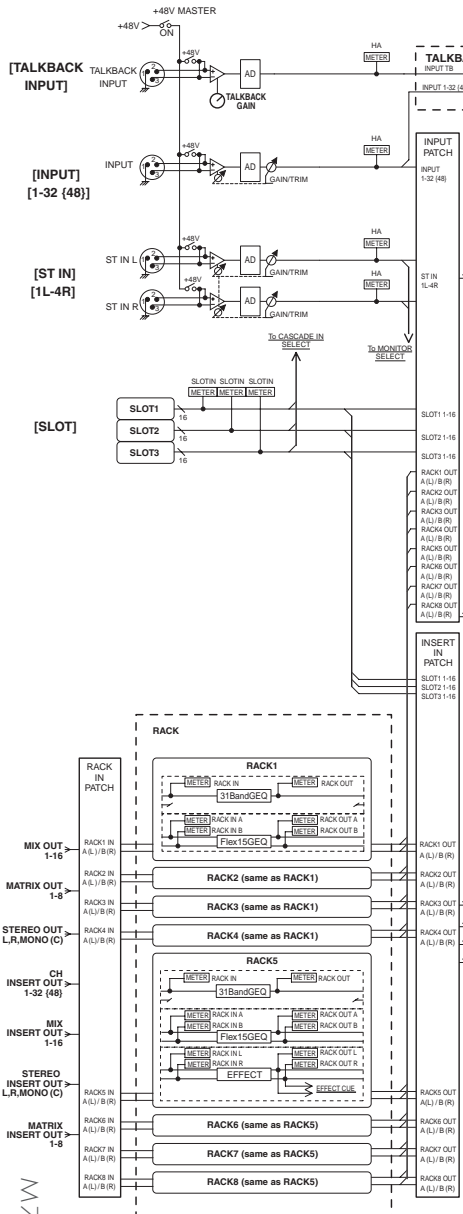 +48V MASTER
+48V
ON
+48V
[TALKBACK
INPUT]
TALKBACK
INPUT
2
1
3
AD
TALKBACK
GAIN
HA
METER
TALKBA
INPUT TB
INPUT 1-32 {4
+48V
[INPUT]
[1-32 {48}]
INPUT
2
1
3
AD
GAIN/TRIM
HA
METER
INPUT
PATCH
INPUT
1-32 {48}
+48V
[ST IN]
[1L-4R]
ST IN L
2
1
3
AD
GAIN/TRIM
HA
METER
+48V
ST IN R
2
1
3
AD
GAIN/TRIM
HA
METER
ST IN
1L-4R
To CASCADE IN
SELECT
To MONITOR
SELECT
[SLOT]
SLOTIN SLOTIN SLOTIN
METER METER METER
SLOT1
16
SLOT2
16
SLOT3
16
SLOT1 1-16
SLOT2 1-16
SLOT3 1-16
RACK1 OUT
A (L) / B (R)
RACK2 OUT
A (L) / B (R)
RACK3 OUT
A (L) / B (R)
RACK4 OUT
A (L) / B (R)
RACK5 OUT
A (L) / B (R)
RACK6 OUT
A (L) / B (R)
RACK7 OUT
A (L) / B (R)
RACK8 OUT
A (L) / B (R)
INSERT
IN
PATCH
SLOT1 1-16
SLOT2 1-16
SLOT3 1-16
RACK
RACK
IN
PATCH
RACK1
METER RACK IN
METER RACK OUT
31BandGEQ
METER RACK IN A
METER RACK OUT A
METER RACK IN B
METER RACK OUT B
Flex15GEQ
MIX OUT
1-16
RACK1 IN
A (L) / B (R)
RACK1 OUT
A (L) / B (R)
MATRIX OUT
1-8
RACK2 IN
A (L) / B (R)
RACK2 (same as RACK1)
RACK2 OUT
A (L) / B (R)
RACK3 IN
A (L) / B (R)
RACK3 (same as RACK1)
RACK3 OUT
A (L) / B (R)
STEREO OUT
L,R,MONO (C)
RACK4 IN
A (L) / B (R)
RACK4 (same as RACK1)
RACK4 OUT
A (L) / B (R)
RACK5
CH
INSERT OUT
1-32 {48}
METER RACK IN
METER RACK OUT
31BandGEQ
MIX
INSERT OUT
1-16
METER RACK IN A
METER RACK OUT A
METER RACK IN B
METER RACK OUT B
Flex15GEQ
METER RACK IN L
METER RACK OUT L
METER RACK IN R
METER RACK OUT R
EFFECT
EFFECT CUE
STEREO
INSERT OUT
L,R,MONO (C)
RACK5 IN
A (L) / B (R)
RACK5 OUT
A (L) / B (R)
MATRIX
INSERT OUT
1-8
RACK6 IN
A (L) / B (R)
RACK6 (same as RACK5)
RACK6 OUT
A (L) / B (R)
RACK7 IN
A (L) / B (R)
RACK7 (same as RACK5)
RACK7 OUT
A (L) / B (R)
RACK8 IN
A (L) / B (R)
RACK8 (same as RACK5)
RACK8 OUT
A (L) / B (R)